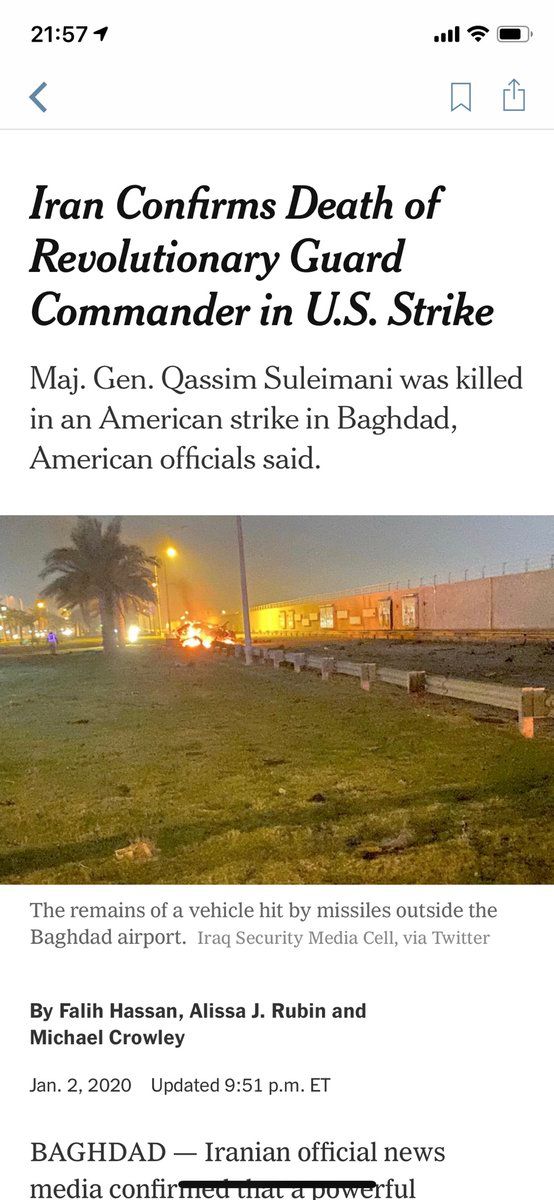 21:57
Iran Confirms Death of
Revolutionary Guard
Commander in U.S. Strike
Maj. Gen. Qassim Suleimani was killed
in an American strike in Baghdad,
American officials said.
The remains of a vehicle hit by missiles outside the
Baghdad airport. Iraq Security Media Cell, via Twitter
By Falih Hassan, Alissa J. Rubin and
Michael Crowley
Jan. 2, 2020 Updated 9:51 p.m. ET
BAGHDAD — Iranian official news
media confirmed that a powerful